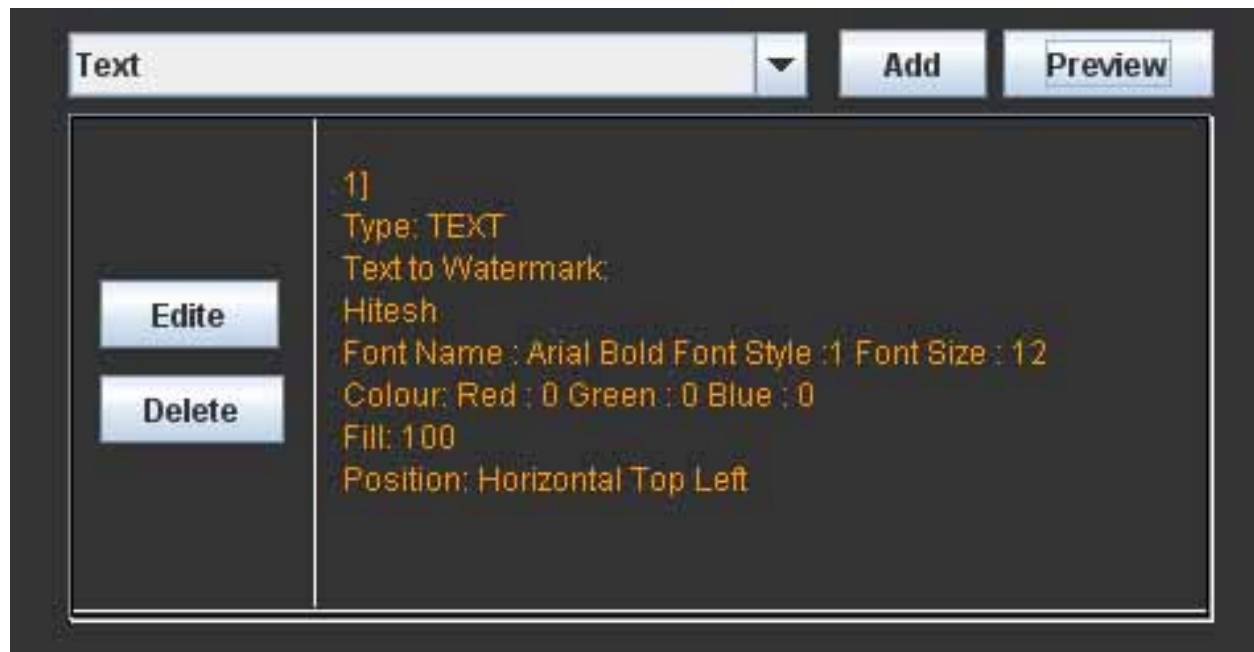 Text
Add
Preview
1]
Type: TEXT
Text to Watermark:
Hitesh
Font Name : Arial Bold Font Style :1 Font Size : 12
Colour: Red : 0 Green : 0 Blue : 0
Fill: 100
Position: Horizontal Top Left
Edite
Delete